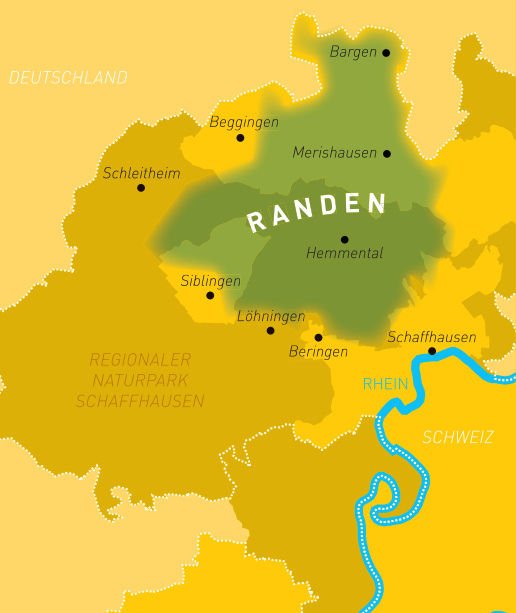 Bargen
DEUTSCHLAND
Beggingen
Merishausen
Schleitheim
RANDEN
Hemmental
Siblingen
Löhningen
Schaffhausen
Beringen
REGIONALER
NATURPARK
SCHAFFHAUSEN
RHEIN
SCHWEIZ